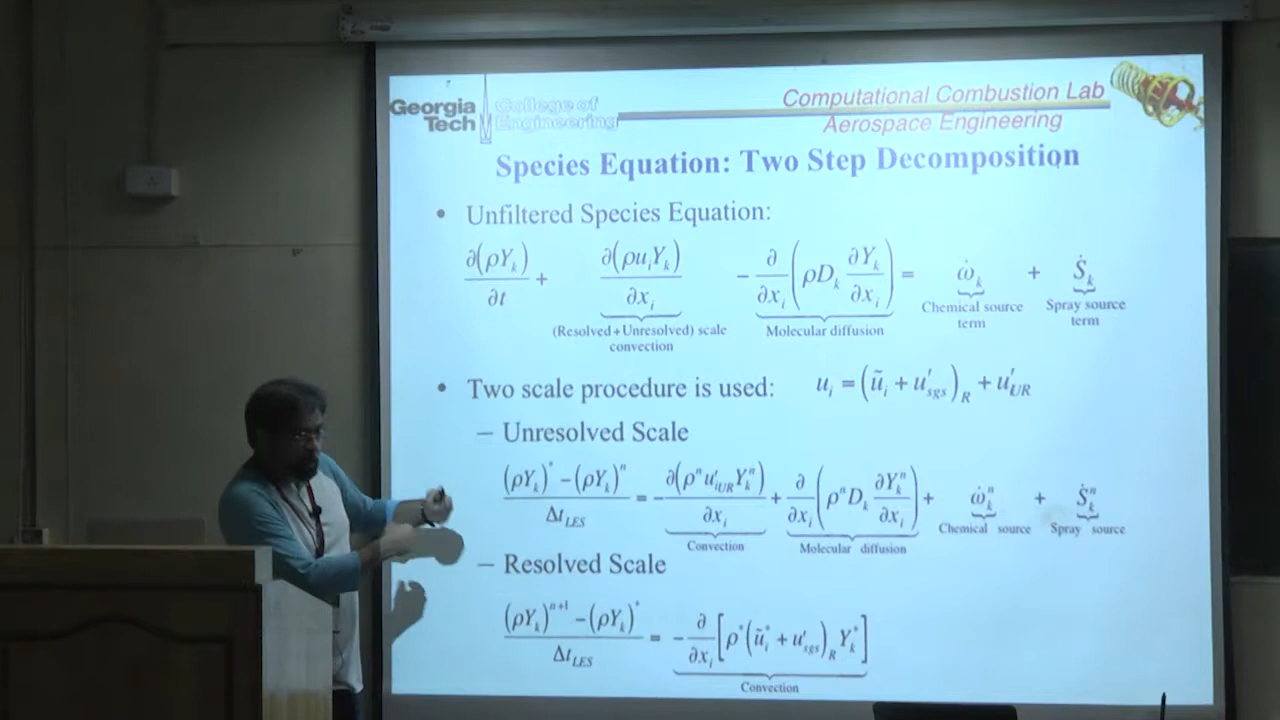 Georgia Tech
College of Engineering
Computational Combustion Lab
Aerospace Engineering
Species Equation: Two Step Decomposition
• Unfiltered Species Equation:
∂(ρY_k)/∂t + ∂(ρu_iY_k)/∂x_i − ∂/∂x_i (ρD_k ∂Y_k/∂x_i) = ω̇_k + Ṡ_k
(Resolved+Unresolved) scale convection
Molecular diffusion
Chemical source term
Spray source term
• Two scale procedure is used: u_i = (ũ_i + u'_sgs)_R + u'_UR
– Unresolved Scale
((ρY_k)^* − (ρY_k)^n)/Δt_LES = − ∂(ρ^n u'_iUR Y_k^n)/∂x_i + ∂/∂x_i (ρ^n D_k ∂Y_k^n/∂x_i) + ω̇_k^n + Ṡ_k^n
Convection
Molecular diffusion
Chemical source
Spray source
– Resolved Scale
((ρY_k)^{n+1} − (ρY_k)^*)/Δt_LES = − ∂/∂x_i [ρ^*(ũ_i^* + u'_sgs)_R Y_k^*]
Convection